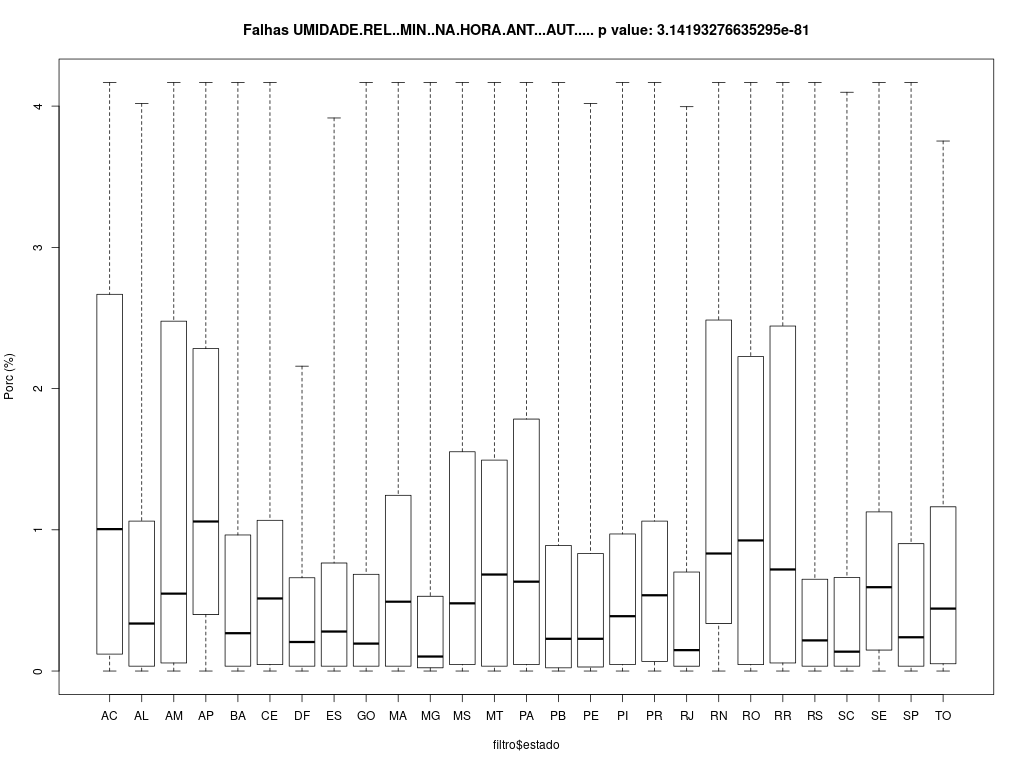 Falhas UMIDADE.REL..MIN..NA.HORA.ANT...AUT..... p value: 3.14193276635295e-81
Porc (%)
4
3
2
1
0
AC AL AM AP BA CE DF ES GO MA MG MS MT PA PB PE PI PR RJ RN RO RR RS SC SE SP TO
filtro$estado